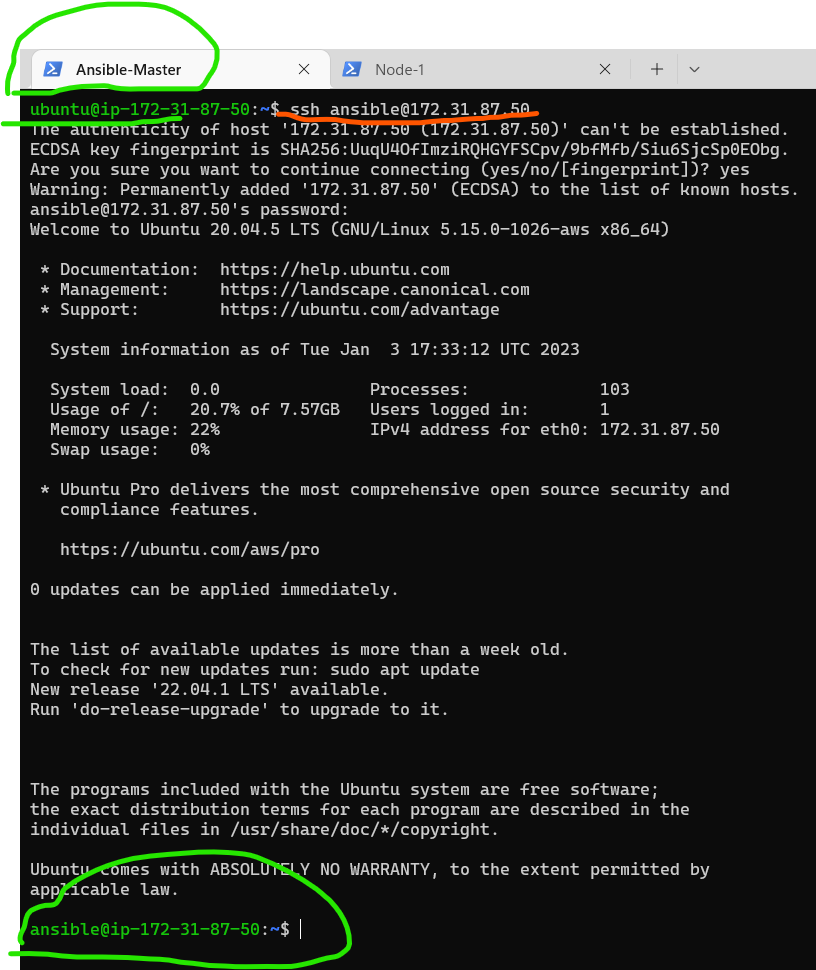 Ansible-Master
Node-1
ubuntu@ip-172-31-87-50:~$ ssh ansible@172.31.87.50
The authenticity of host '172.31.87.50 (172.31.87.50)' can't be established.
ECDSA key fingerprint is SHA256:UuqU4OfImziRQHGYFSCpv/9bfMfb/Siu6SjcSp0EObg.
Are you sure you want to continue connecting (yes/no/[fingerprint])? yes
Warning: Permanently added '172.31.87.50' (ECDSA) to the list of known hosts.
ansible@172.31.87.50's password:
Welcome to Ubuntu 20.04.5 LTS (GNU/Linux 5.15.0-1026-aws x86_64)
* Documentation:  https://help.ubuntu.com
* Management:     https://landscape.canonical.com
* Support:        https://ubuntu.com/advantage
System information as of Tue Jan  3 17:33:12 UTC 2023
System load:  0.0               Processes:             103
Usage of /:   20.7% of 7.57GB   Users logged in:       1
Memory usage: 22%               IPv4 address for eth0: 172.31.87.50
Swap usage:   0%
* Ubuntu Pro delivers the most comprehensive open source security and
compliance features.
https://ubuntu.com/aws/pro
0 updates can be applied immediately.
The list of available updates is more than a week old.
To check for new updates run: sudo apt update
New release '22.04.1 LTS' available.
Run 'do-release-upgrade' to upgrade to it.
The programs included with the Ubuntu system are free software;
the exact distribution terms for each program are described in the
individual files in /usr/share/doc/*/copyright.
Ubuntu comes with ABSOLUTELY NO WARRANTY, to the extent permitted by
applicable law.
ansible@ip-172-31-87-50:~$